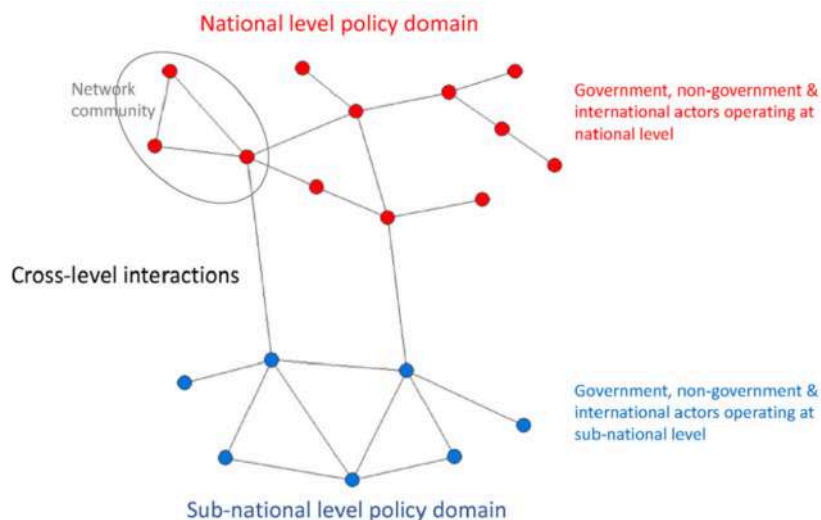 National level policy domain
Network
community
Government, non-government &
international actors operating at
national level
Cross-level interactions
Government, non-government &
international actors operating at
sub-national level
Sub-national level policy domain